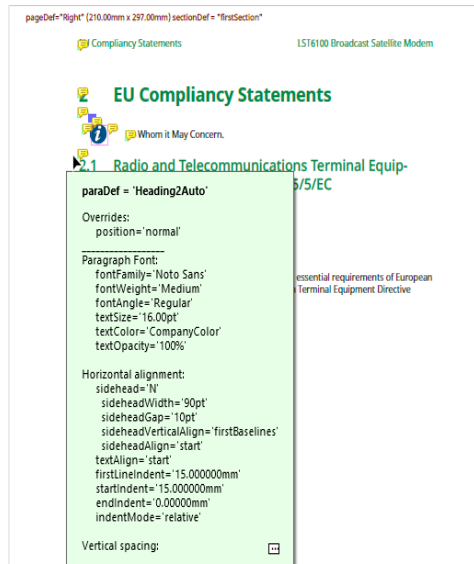 pageDef="Right" (210.00mm x 297.00mm) sectionDef = "firstSection"
Compliancy Statements LST6100 Broadcast Satellite Modem
2 EU Compliancy Statements
Whom it May Concern.
2.1 Radio and Telecommunications Terminal Equip-
5/5/EC
paraDef = 'Heading2Auto'
Overrides:
position='normal'
Paragraph Font:
fontFamily='Noto Sans'
essential requirements of European
fontWeight='Medium'
Terminal Equipment Directive
fontAngle='Regular'
textSize='16.00pt'
textColor='CompanyColor'
textOpacity='100%'
Horizontal alignment:
sidehead='N'
sideheadWidth='90pt'
sideheadGap='10pt'
sideheadVerticalAlign='firstBaselines'
sideheadAlign='start'
textAlign='start'
firstLineIndent='15.000000mm'
startIndent='15.000000mm'
endIndent='0.00000mm'
indentMode='relative'
Vertical spacing: